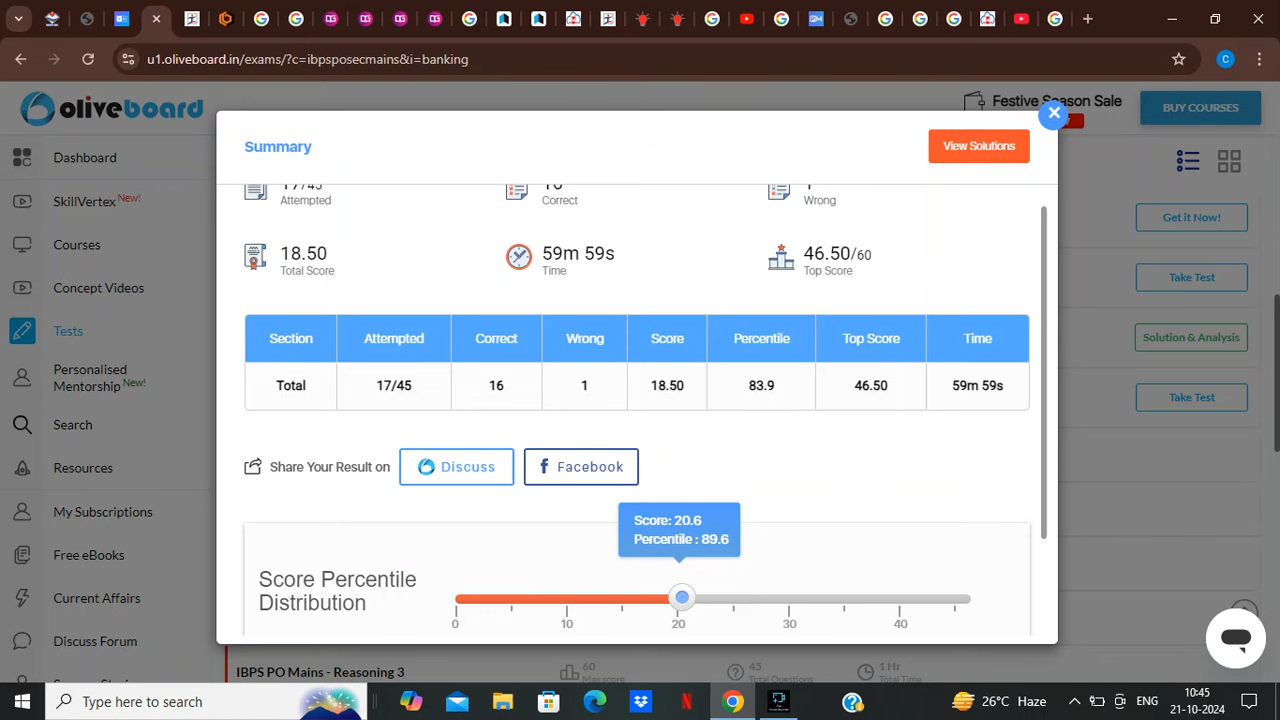 u1.oliveboard.in/exams/?c=ibpsposecmains&i=banking
C
oliveboard
Festive Season Sale
BUY COURSES
Summary
View Solutions
Dashboard
SkillVertex New!
Courses
Concept Videos
Tests
Personalised
Mentorship New!
Search
Resources
My Subscriptions
Free eBooks
Current Affairs
Discuss Forum
17/45
Attempted
16
Correct
1
Wrong
18.50
Total Score
59m 59s
Time
46.50/60
Top Score
Section Attempted Correct Wrong Score Percentile Top Score Time
Total 17/45 16 1 18.50 83.9 46.50 59m 59s
Share Your Result on Discuss Facebook
Score: 20.6
Percentile : 89.6
Score Percentile
Distribution
0 10 20 30 40
Get it Now!
Take Test
Solution & Analysis
Take Test
IBPS PO Mains - Reasoning 3
60
Max score
45
Total Questions
1 Hr
Total Time
Type here to search
26°C Haze
ENG
10:45
21-10-2024